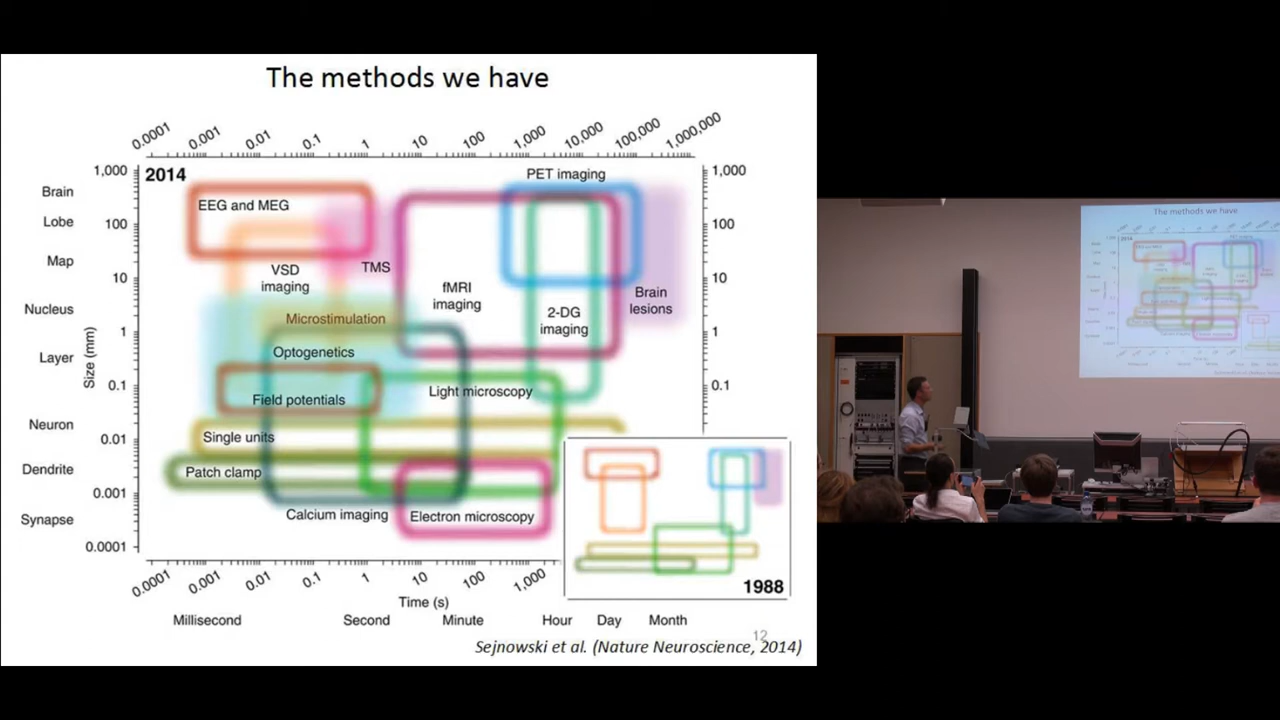 The methods we have
0.0001 0.001 0.01 0.1 1 10 100 1,000 10,000 100,000 1,000,000
2014
1,000
100
10
1
0.1
0.01
0.001
0.0001
Size (mm)
Brain
Lobe
Map
Nucleus
Layer
Neuron
Dendrite
Synapse
1,000
100
10
1
0.1
PET imaging
EEG and MEG
VSD
imaging
TMS
fMRI
imaging
2-DG
imaging
Brain
lesions
Microstimulation
Optogenetics
Field potentials
Light microscopy
Single units
Patch clamp
Calcium imaging
Electron microscopy
1988
0.0001 0.001 0.01 0.1 1 10 100 1,000
Time (s)
Millisecond Second Minute Hour Day Month
12
Sejnowski et al. (Nature Neuroscience, 2014)
The methods we have